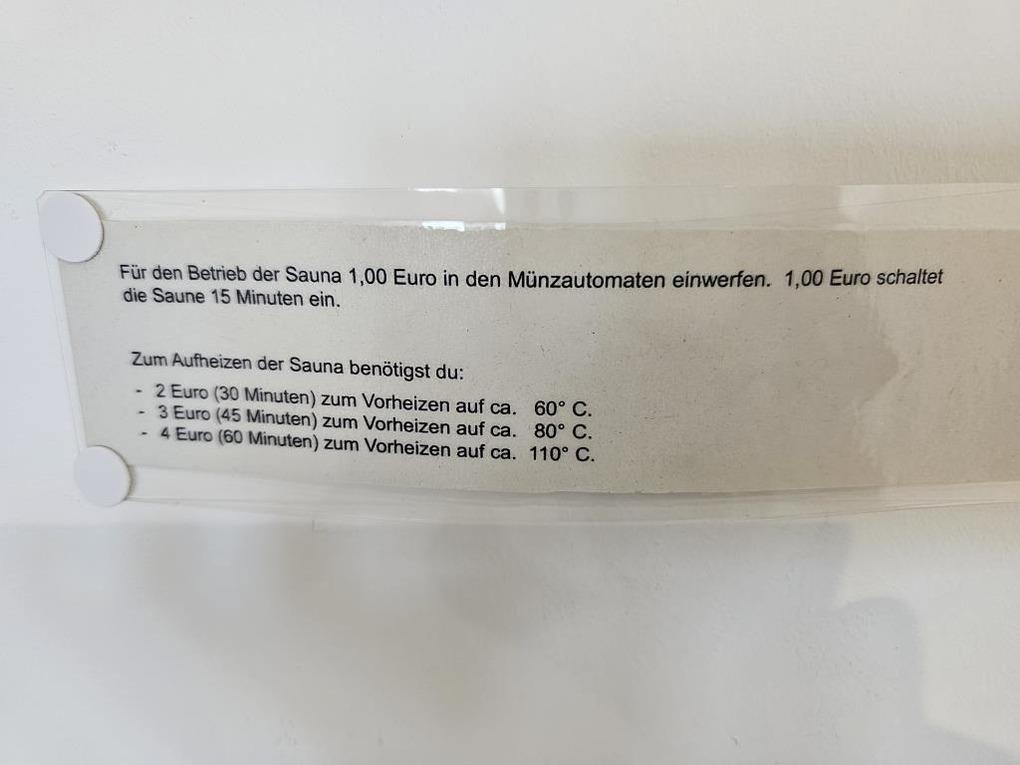 Für den Betrieb der Sauna 1,00 Euro in den Münzautomaten einwerfen. 1,00 Euro schaltet
die Saune 15 Minuten ein.
Zum Aufheizen der Sauna benötigst du:
- 2 Euro (30 Minuten) zum Vorheizen auf ca. 60° C.
- 3 Euro (45 Minuten) zum Vorheizen auf ca. 80° C.
- 4 Euro (60 Minuten) zum Vorheizen auf ca. 110° C.